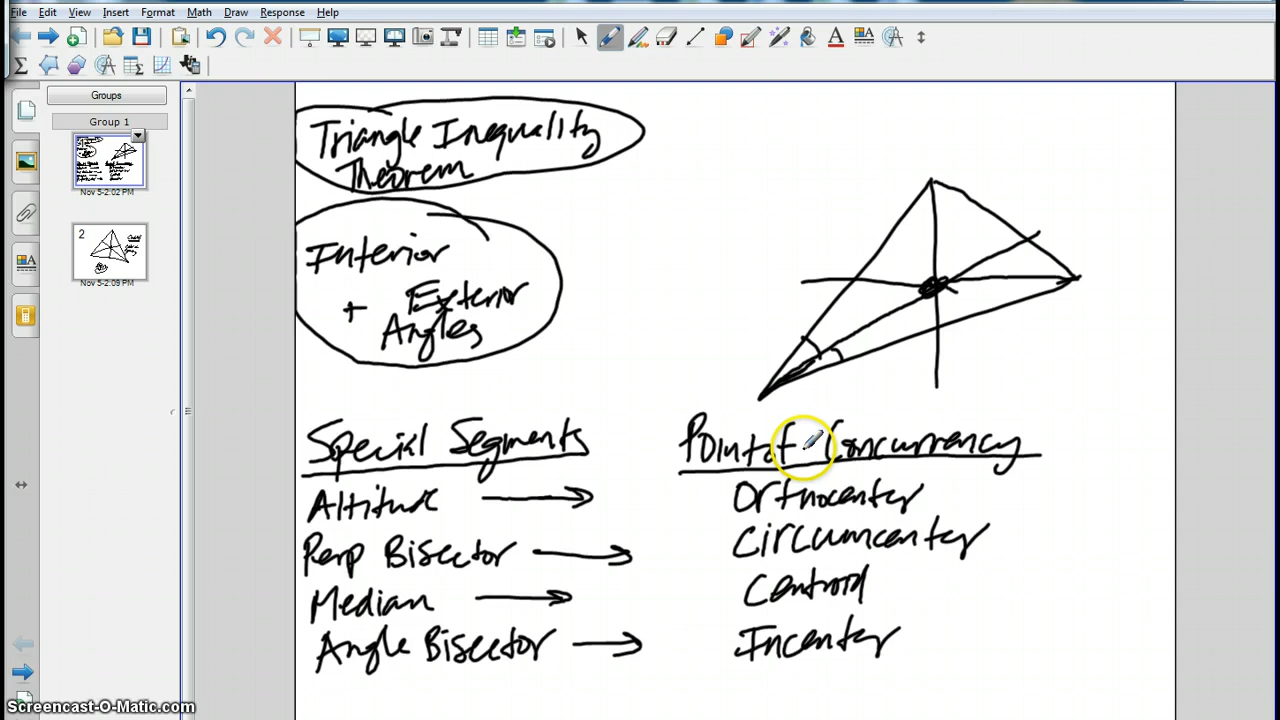 File Edit View Insert Format Math Draw Response Help
Groups
Group 1
Nov 5-2:02 PM
2
Nov 5-2:09 PM
Triangle Inequality
Theorem
Interior
+ Exterior
Angles
Special Segments
Altitude
Perp Bisector
Median
Angle Bisector
Point of Concurrency
Orthocenter
Circumcenter
Centroid
Incenter
Screencast-O-Matic.com